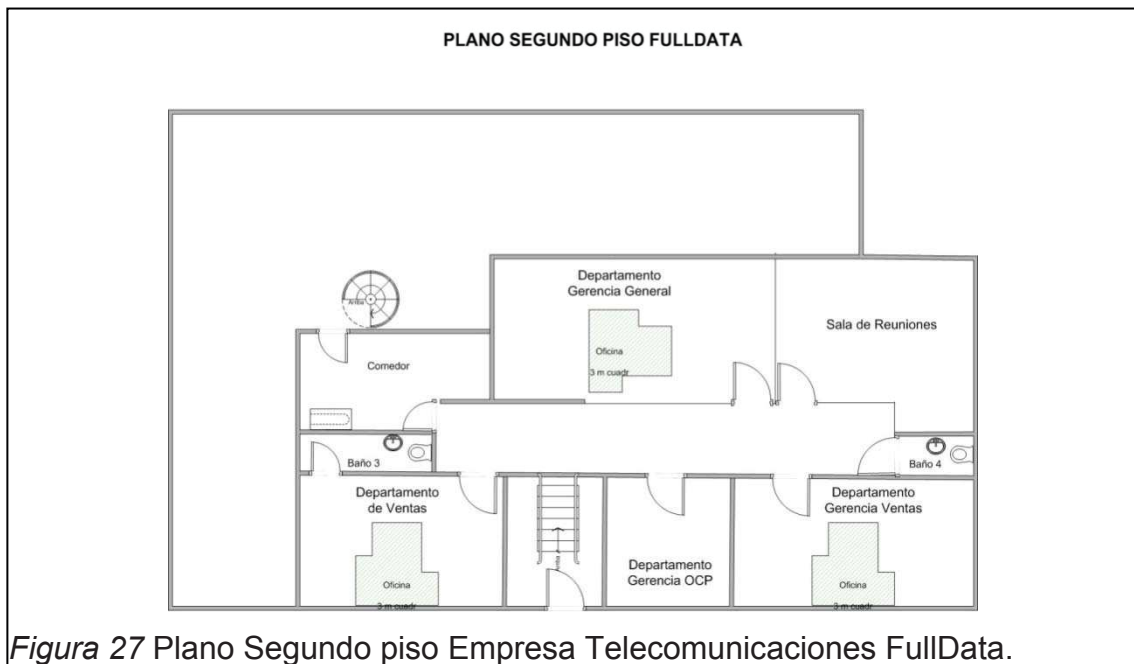 PLANO SEGUNDO PISO FULLDATA
Departamento
Gerencia General
Arriba
Sala de Reuniones
Oficina
3 m cuadr
Comedor
Baño 3
Baño 4
Departamento
de Ventas
Departamento
Gerencia Ventas
Arriba
Departamento
Gerencia OCP
Oficina
3 m cuadr
Oficina
3 m cuadr
Figura 27 Plano Segundo piso Empresa Telecomunicaciones FullData.